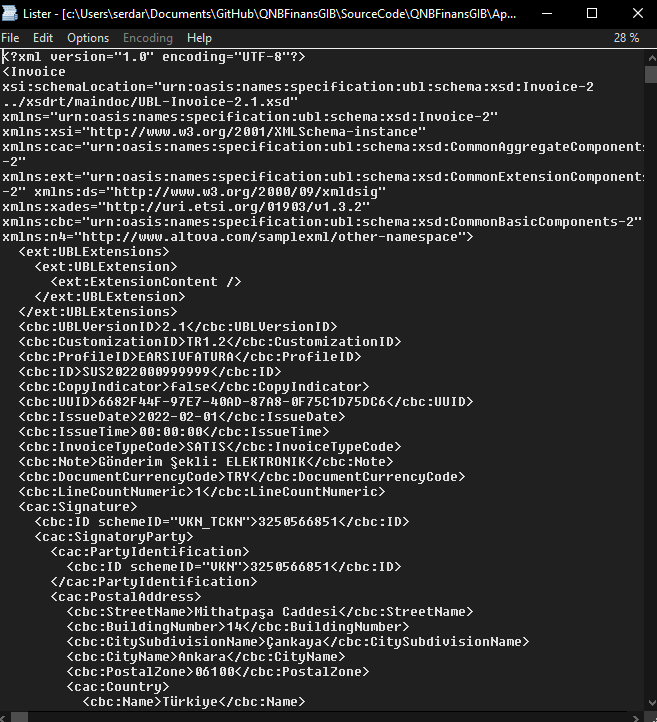 Lister - [c:\users\serdar\Documents\GitHub\QNBFinansGIB\SourceCode\QNBFinansGIB\Ap...
File Edit Options Encoding Help 28 %
<?xml version="1.0" encoding="UTF-8"?>
<Invoice
xsi:schemaLocation="urn:oasis:names:specification:ubl:schema:xsd:Invoice-2
../xsdrt/maindoc/UBL-Invoice-2.1.xsd"
xmlns="urn:oasis:names:specification:ubl:schema:xsd:Invoice-2"
xmlns:xsi="http://www.w3.org/2001/XMLSchema-instance"
xmlns:cac="urn:oasis:names:specification:ubl:schema:xsd:CommonAggregateComponents
-2"
xmlns:ext="urn:oasis:names:specification:ubl:schema:xsd:CommonExtensionComponents
-2" xmlns:ds="http://www.w3.org/2000/09/xmldsig"
xmlns:xades="http://uri.etsi.org/01903/v1.3.2"
xmlns:cbc="urn:oasis:names:specification:ubl:schema:xsd:CommonBasicComponents-2"
xmlns:n4="http://www.altova.com/samplexml/other-namespace">
<ext:UBLExtensions>
<ext:UBLExtension>
<ext:ExtensionContent />
</ext:UBLExtension>
</ext:UBLExtensions>
<cbc:UBLVersionID>2.1</cbc:UBLVersionID>
<cbc:CustomizationID>TR1.2</cbc:CustomizationID>
<cbc:ProfileID>EARSIVFATURA</cbc:ProfileID>
<cbc:ID>SUS2022000999999</cbc:ID>
<cbc:CopyIndicator>false</cbc:CopyIndicator>
<cbc:UUID>6682F44F-97E7-40AD-87A8-0F75C1D75DC6</cbc:UUID>
<cbc:IssueDate>2022-02-01</cbc:IssueDate>
<cbc:IssueTime>00:00:00</cbc:IssueTime>
<cbc:InvoiceTypeCode>SATIS</cbc:InvoiceTypeCode>
<cbc:Note>Gönderim Şekli: ELEKTRONIK</cbc:Note>
<cbc:DocumentCurrencyCode>TRY</cbc:DocumentCurrencyCode>
<cbc:LineCountNumeric>1</cbc:LineCountNumeric>
<cac:Signature>
<cbc:ID schemeID="VKN_TCKN">3250566851</cbc:ID>
<cac:SignatoryParty>
<cac:PartyIdentification>
<cbc:ID schemeID="VKN">3250566851</cbc:ID>
</cac:PartyIdentification>
<cac:PostalAddress>
<cbc:StreetName>Mithatpaşa Caddesi</cbc:StreetName>
<cbc:BuildingNumber>14</cbc:BuildingNumber>
<cbc:CitySubdivisionName>Çankaya</cbc:CitySubdivisionName>
<cbc:CityName>Ankara</cbc:CityName>
<cbc:PostalZone>06100</cbc:PostalZone>
<cac:Country>
<cbc:Name>Türkiye</cbc:Name>